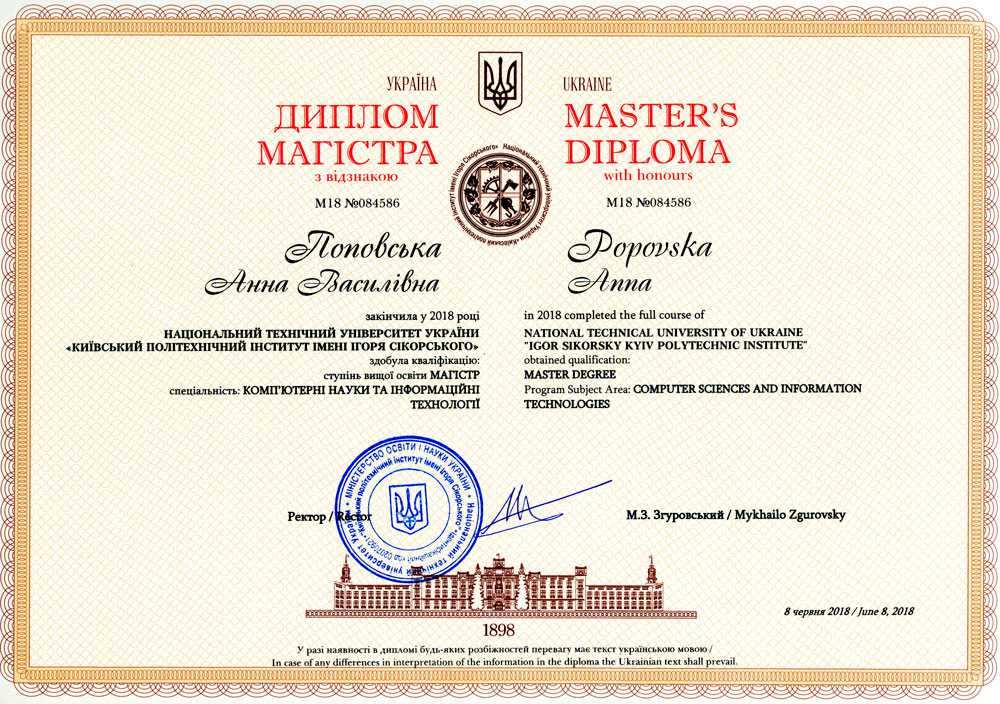 УКРАЇНА
ДИПЛОМ
МАГІСТРА
з відзнакою
М18 №084586
Поповська
Анна Василівна
закінчила у 2018 році
НАЦІОНАЛЬНИЙ ТЕХНІЧНИЙ УНІВЕРСИТЕТ УКРАЇНИ
«КИЇВСЬКИЙ ПОЛІТЕХНІЧНИЙ ІНСТИТУТ ІМЕНІ ІГОРЯ СІКОРСЬКОГО»
здобула кваліфікацію:
ступінь вищої освіти МАГІСТР
спеціальність: КОМП'ЮТЕРНІ НАУКИ ТА ІНФОРМАЦІЙНІ
ТЕХНОЛОГІЇ
UKRAINE
MASTER'S
DIPLOMA
with honours
M18 №084586
Popovska
Anna
in 2018 completed the full course of
NATIONAL TECHNICAL UNIVERSITY OF UKRAINE
"IGOR SIKORSKY KYIV POLYTECHNIC INSTITUTE"
obtained qualification:
MASTER DEGREE
Program Subject Area: COMPUTER SCIENCES AND INFORMATION
TECHNOLOGIES
Національний технічний університет України «Київський політехнічний інститут імені Ігоря Сікорського»
МІНІСТЕРСТВО ОСВІТИ І НАУКИ УКРАЇНИ
Національний технічний університет України
"Київський політехнічний інститут імені Ігоря Сікорського"
Ректор / Rector
М.З. Згуровський / Mykhailo Zgurovsky
8 червня 2018 / June 8, 2018
1898
У разі наявності в дипломі будь-яких розбіжностей перевагу має текст українською мовою /
In case of any differences in interpretation of the information in the diploma the Ukrainian text shall prevail.